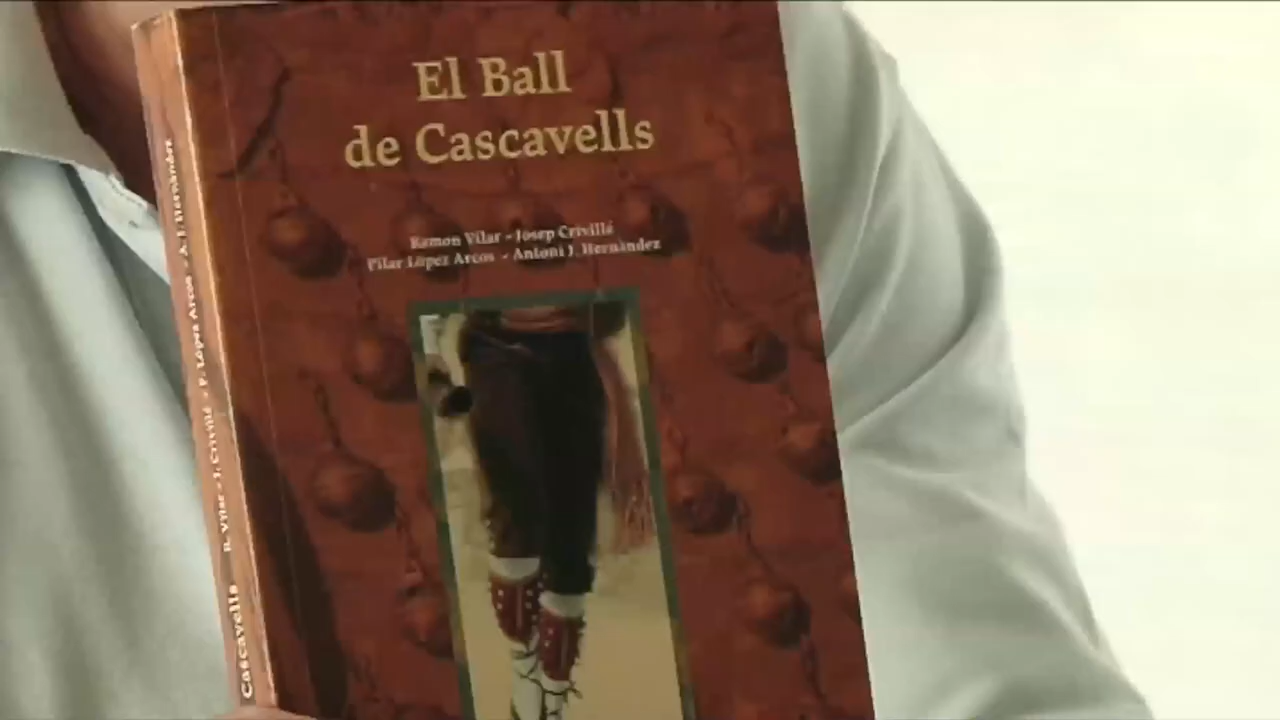 El Ball
de Cascavells
Ramon Vilar - Josep Crivillé
Pilar López Arcos - Antoni J. Hernández
Cascavells R. Vilar - J. Crivillé - P. López Arcos - A. J. Hernández